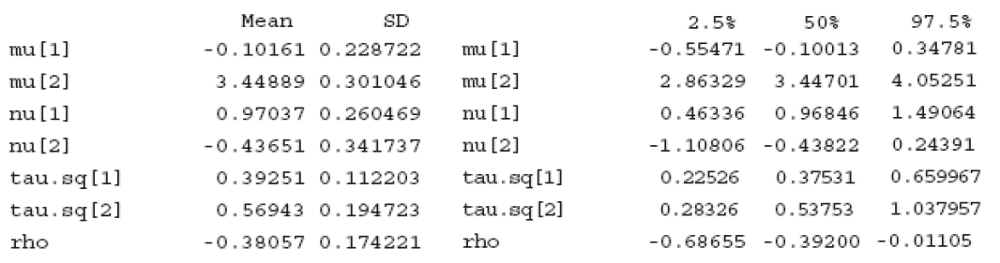 Mean SD 2.5% 50% 97.5%
mu[1] -0.10161 0.228722 mu[1] -0.55471 -0.10013 0.34781
mu[2] 3.44889 0.301046 mu[2] 2.86329 3.44701 4.05251
nu[1] 0.97037 0.260469 nu[1] 0.46336 0.96846 1.49064
nu[2] -0.43651 0.341737 nu[2] -1.10806 -0.43822 0.24391
tau.sq[1] 0.39251 0.112203 tau.sq[1] 0.22526 0.37531 0.659967
tau.sq[2] 0.56943 0.194723 tau.sq[2] 0.28326 0.53753 1.037957
rho -0.38057 0.174221 rho -0.68655 -0.39200 -0.01105